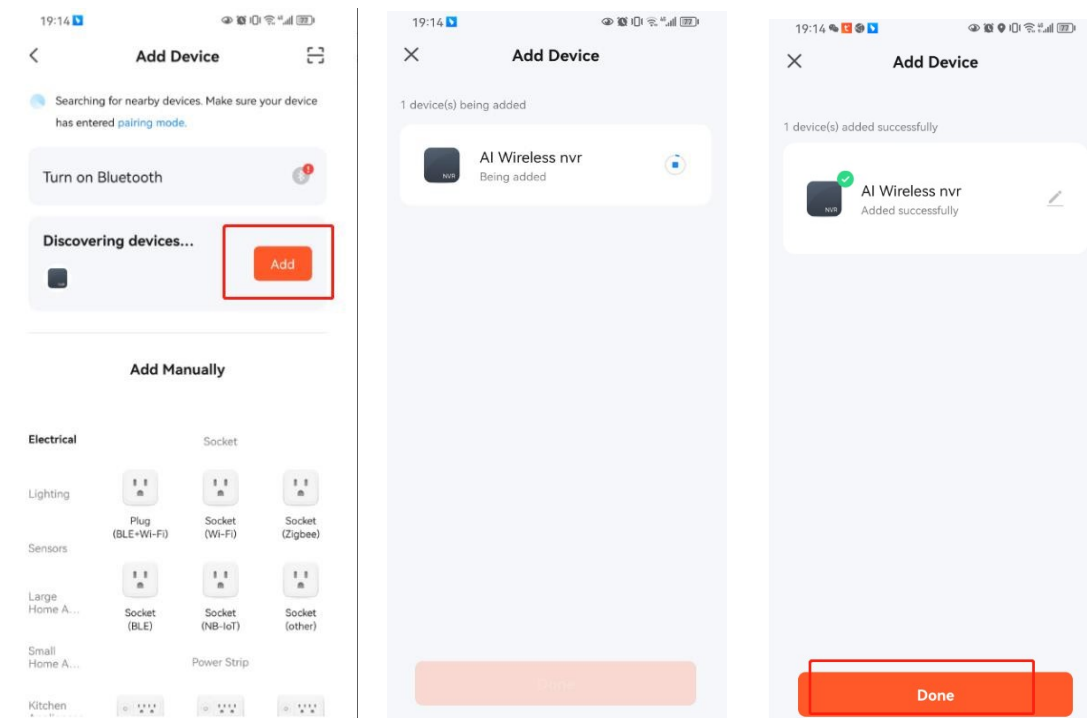 19:14
Add Device
Searching for nearby devices. Make sure your device
has entered pairing mode.
Turn on Bluetooth
Discovering devices...
Add
Add Manually
Electrical
Socket
Lighting
Plug
(BLE+Wi-Fi)
Socket
(Wi-Fi)
Socket
(Zigbee)
Sensors
Large
Home A...
Socket
(BLE)
Socket
(NB-IoT)
Socket
(other)
Small
Home A...
Power Strip
Kitchen
19:14
Add Device
1 device(s) being added
NVR
AI Wireless nvr
Being added
Done
19:14
Add Device
1 device(s) added successfully
NVR
AI Wireless nvr
Added successfully
Done